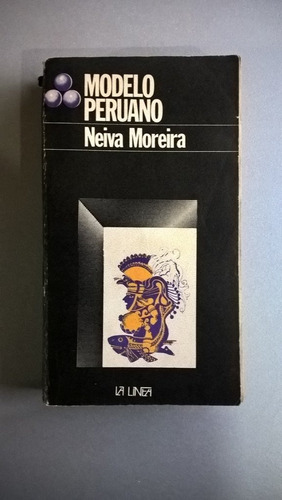 MODELO
PERUANO
Neiva Moreira
LA LINEA